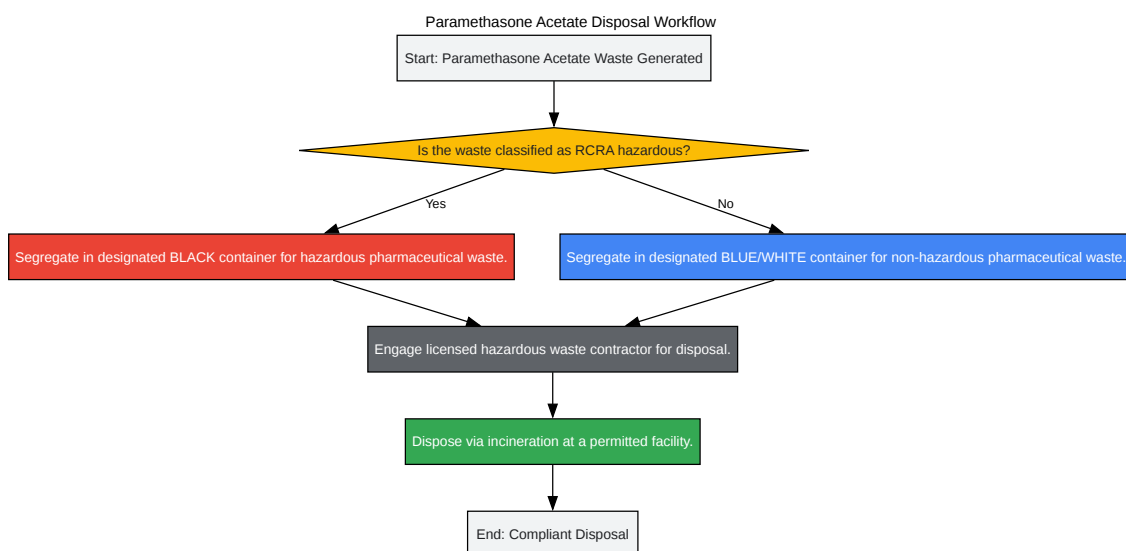 Paramethasone Acetate Disposal Workflow
Start: Paramethasone Acetate Waste Generated
Is the waste classified as RCRA hazardous?
Yes
No
Segregate in designated BLACK container for hazardous pharmaceutical waste.
Segregate in designated BLUE/WHITE container for non-hazardous pharmaceutical waste.
Engage licensed hazardous waste contractor for disposal.
Dispose via incineration at a permitted facility.
End: Compliant Disposal